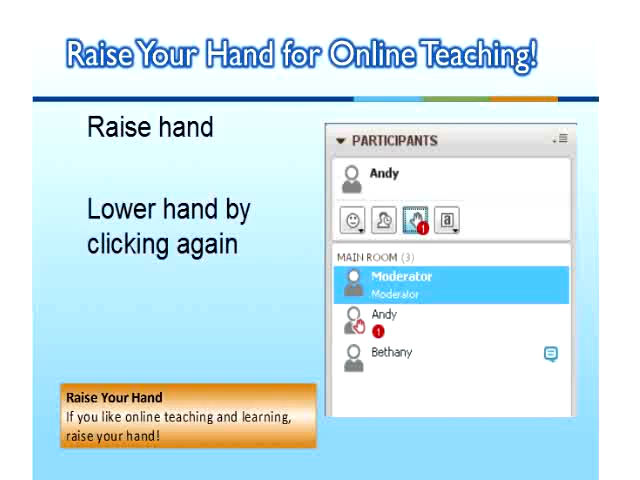 Raise Your Hand for Online Teaching!
Raise hand
Lower hand by
clicking again
PARTICIPANTS
Andy
1
a
MAIN ROOM (3)
Moderator
Moderator
Andy
1
Bethany
Raise Your Hand
If you like online teaching and learning,
raise your hand!